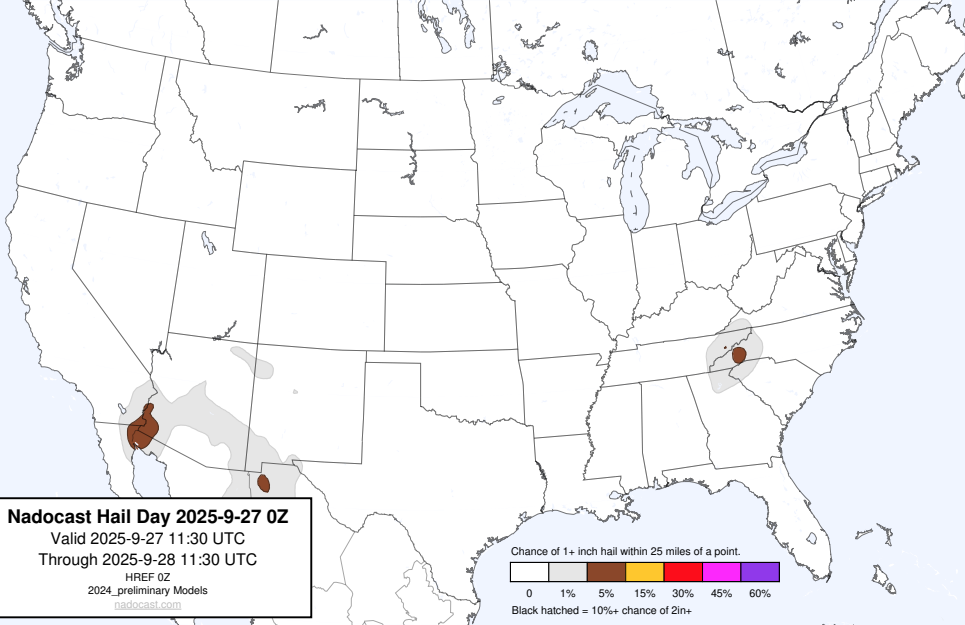 Nadocast Hail Day 2025-9-27 0Z
Valid 2025-9-27 11:30 UTC
Through 2025-9-28 11:30 UTC
HREF 0Z
2024_preliminary Models
nadocast.com
Chance of 1+ inch hail within 25 miles of a point.
0 1% 5% 15% 30% 45% 60%
Black hatched = 10%+ chance of 2in+